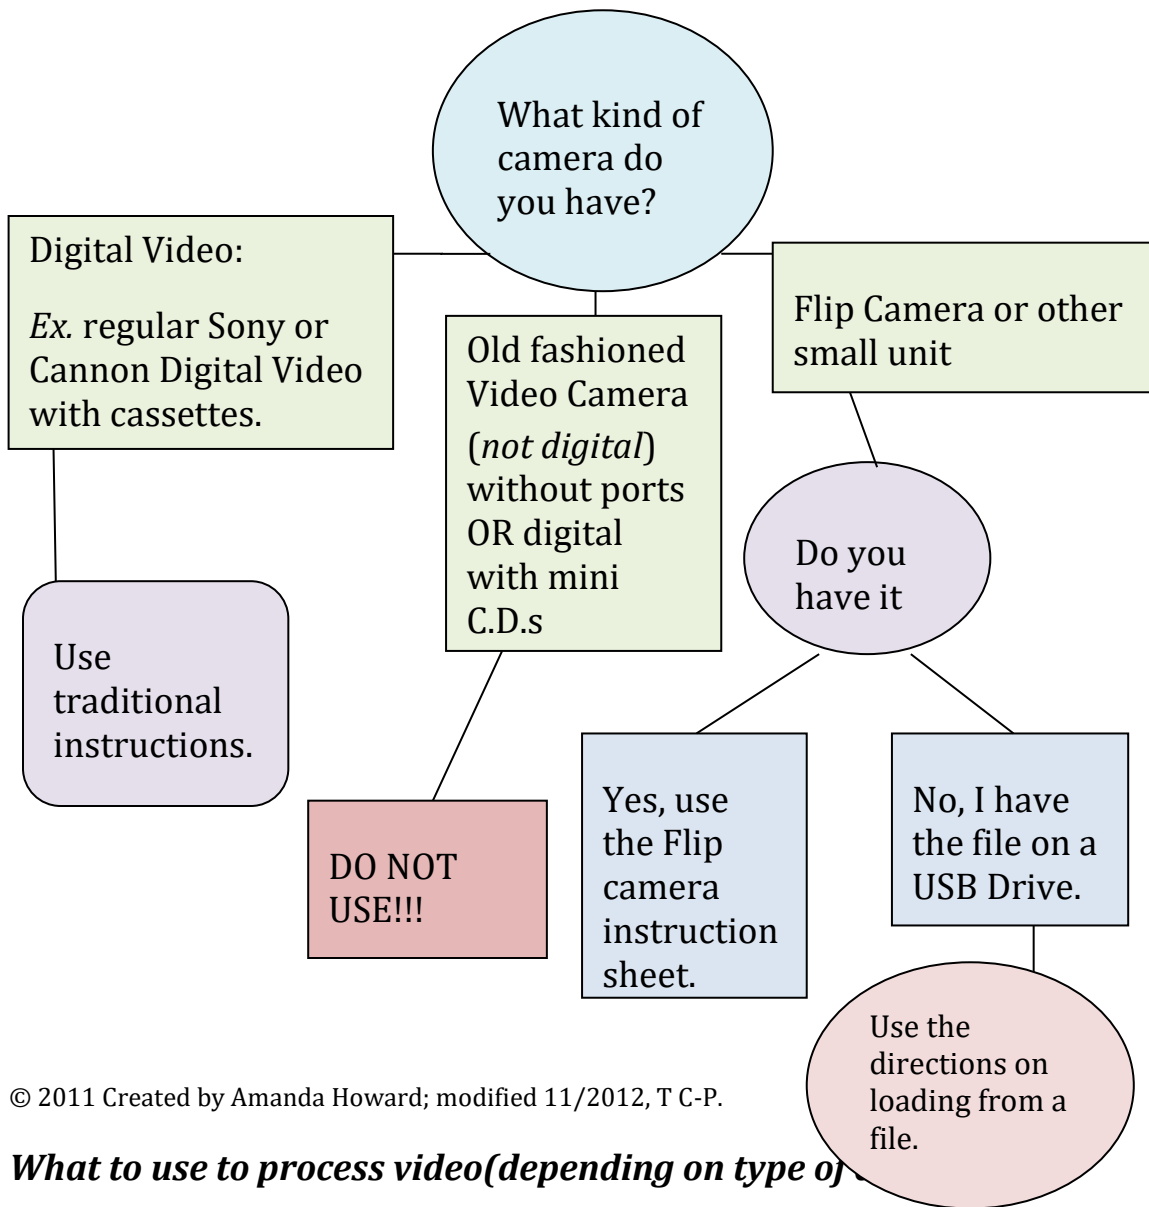 What kind of
camera do
you have?
Digital Video:
Ex. regular Sony or
Cannon Digital Video
with cassettes.
Old fashioned
Video Camera
(not digital)
without ports
OR digital
with mini
C.D.s
Flip Camera or other
small unit
Do you
have it
Use
traditional
instructions.
DO NOT
USE!!!
Yes, use
the Flip
camera
instruction
sheet.
No, I have
the file on a
USB Drive.
Use the
directions on
loading from a
file.
© 2011 Created by Amanda Howard; modified 11/2012, T C-P.
What to use to process video(depending on type of